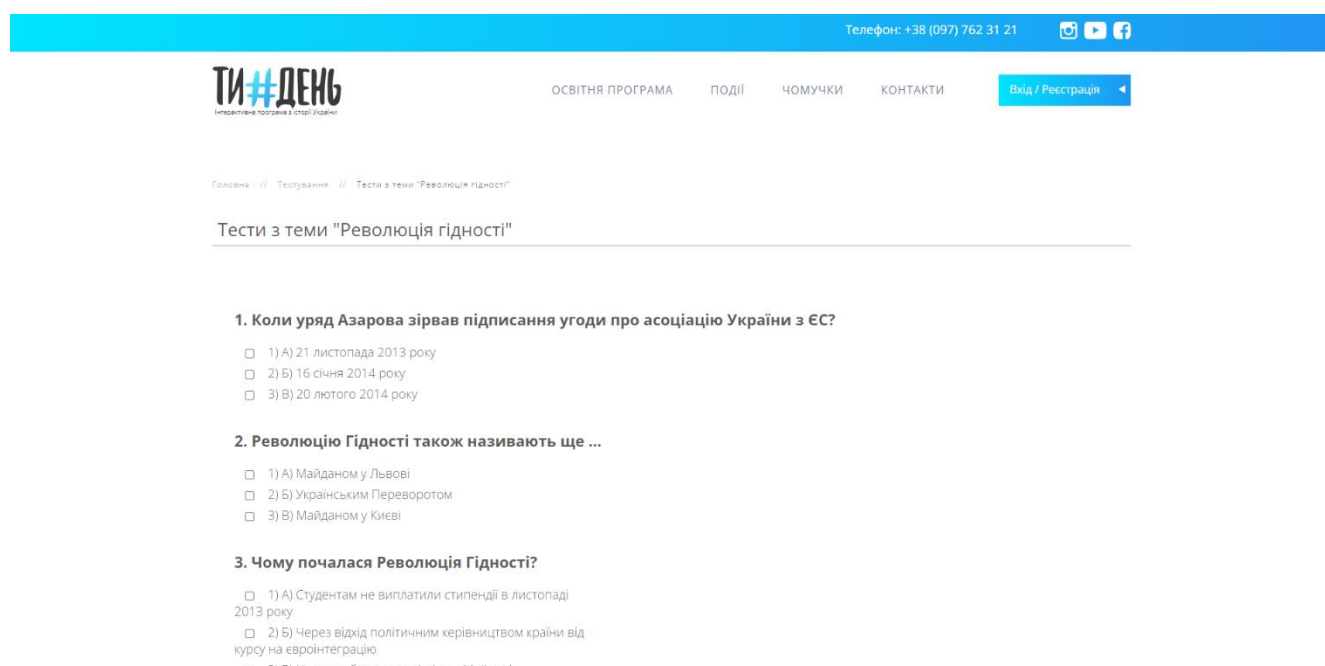 Телефон: +38 (097) 762 31 21
ТИ#ДЕНЬ
Інтерактивна програма з історії України
ОСВІТНЯ ПРОГРАМА ПОДІЇ ЧОМУЧКИ КОНТАКТИ Вхід / Реєстрація
Головна // Тестування // Тести з теми "Революція гідності"
Тести з теми "Революція гідності"
1. Коли уряд Азарова зірвав підписання угоди про асоціацію України з ЄС?
1) А) 21 листопада 2013 року
2) Б) 16 січня 2014 року
3) В) 20 лютого 2014 року
2. Революцію Гідності також називають ще ...
1) А) Майданом у Львові
2) Б) Українським Переворотом
3) В) Майданом у Києві
3. Чому почалася Революція Гідності?
1) А) Студентам не виплатили стипендії в листопаді
2013 року
2) Б) Через відхід політичним керівництвом країни від
курсу на євроінтеграцію